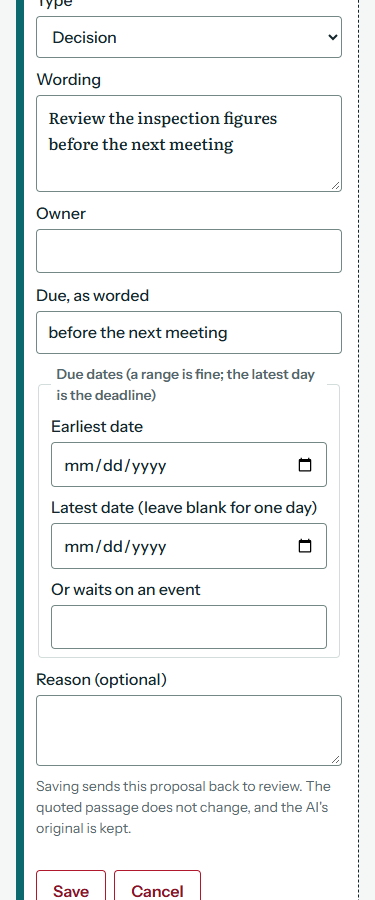 Type
Decision
Wording
Review the inspection figures
before the next meeting
Owner
Due, as worded
before the next meeting
Due dates (a range is fine; the latest day
is the deadline)
Earliest date
mm/dd/yyyy
Latest date (leave blank for one day)
mm/dd/yyyy
Or waits on an event
Reason (optional)
Saving sends this proposal back to review. The
quoted passage does not change, and the AI's
original is kept.
Save Cancel